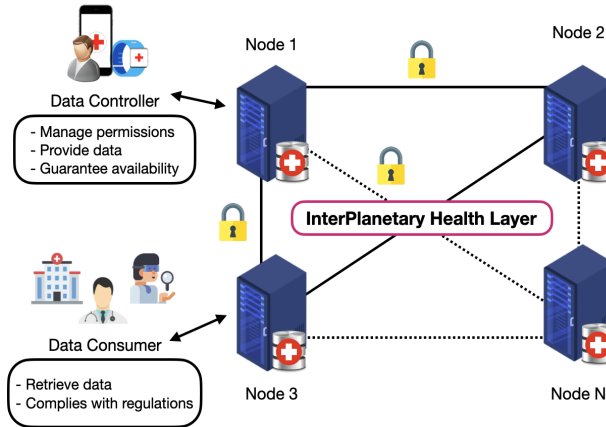 Node 1
Node 2
Data Controller
- Manage permissions
- Provide data
- Guarantee availability
InterPlanetary Health Layer
Data Consumer
- Retrieve data
- Complies with regulations
Node 3
Node N